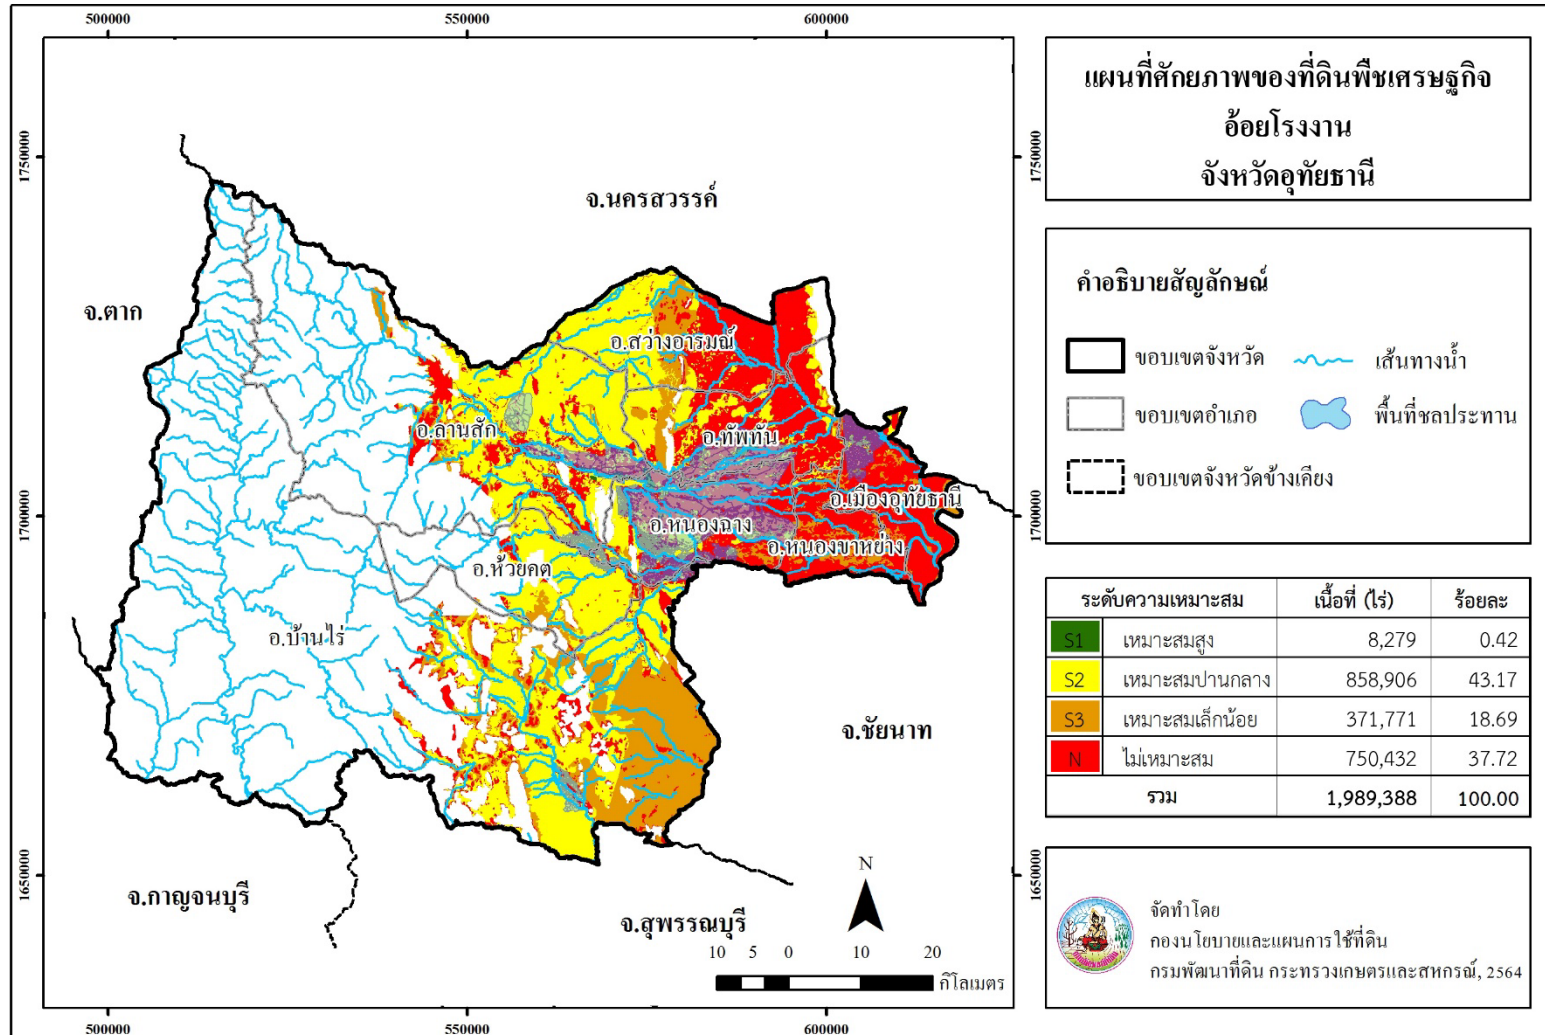 500000
550000
600000
1750000
1700000
1650000
1750000
1700000
1650000
500000
550000
600000
จ.นครสวรรค์
จ.ตาก
อ.สว่างอารมณ์
อ.ลานสัก
อ.ทัพทัน
อ.เมืองอุทัยธานี
อ.หนองฉาง
อ.หนองขาหย่าง
อ.ห้วยคต
อ.บ้านไร่
จ.ชัยนาท
จ.กาญจนบุรี
จ.สุพรรณบุรี
N
10 5 0 10 20
กิโลเมตร
แผนที่ศักยภาพของที่ดินพืชเศรษฐกิจ
อ้อยโรงงาน
จังหวัดอุทัยธานี
คำอธิบายสัญลักษณ์
ขอบเขตจังหวัด เส้นทางน้ำ
ขอบเขตอำเภอ พื้นที่ชลประทาน
ขอบเขตจังหวัดข้างเคียง
ระดับความเหมาะสม เนื้อที่ (ไร่) ร้อยละ
S1 เหมาะสมสูง 8,279 0.42
S2 เหมาะสมปานกลาง 858,906 43.17
S3 เหมาะสมเล็กน้อย 371,771 18.69
N ไม่เหมาะสม 750,432 37.72
รวม 1,989,388 100.00
จัดทำโดย
กองนโยบายและแผนการใช้ที่ดิน
กรมพัฒนาที่ดิน กระทรวงเกษตรและสหกรณ์, 2564